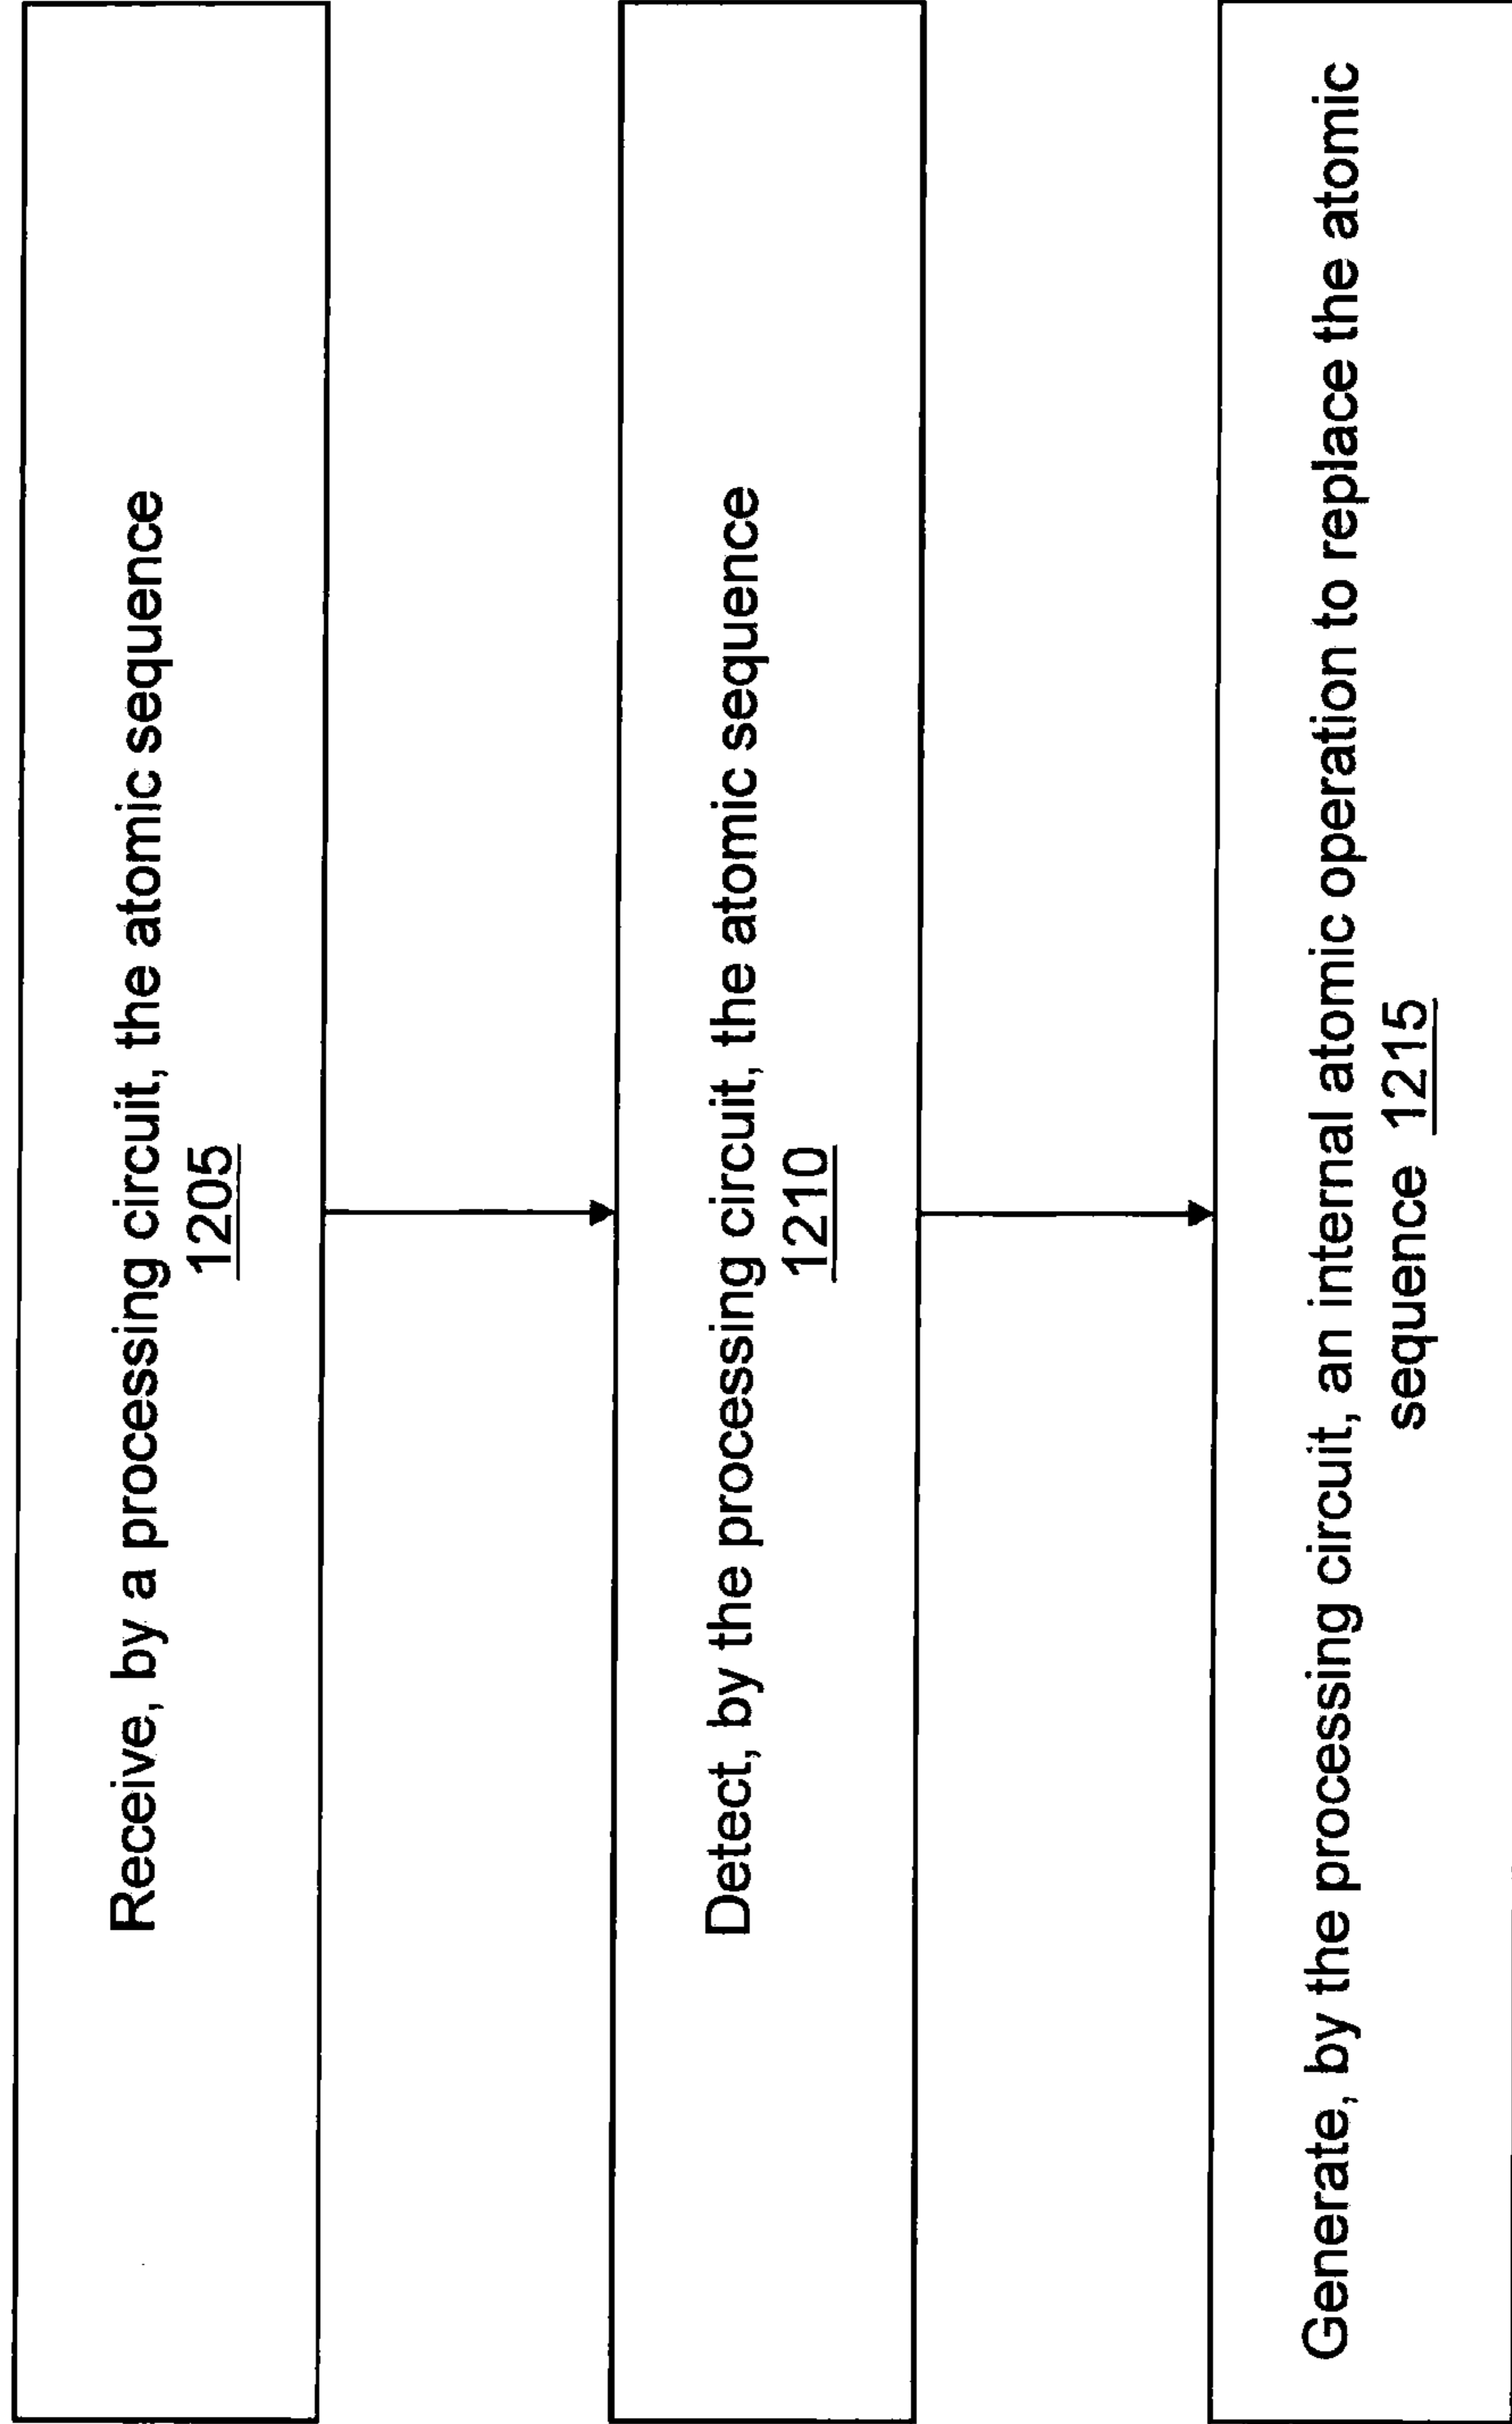 Receive, by a processing circuit, the atomic sequence
1205
Detect, by the processing circuit, the atomic sequence
1210
Generate, by the processing circuit, an internal atomic operation to replace the atomic
sequence 1215